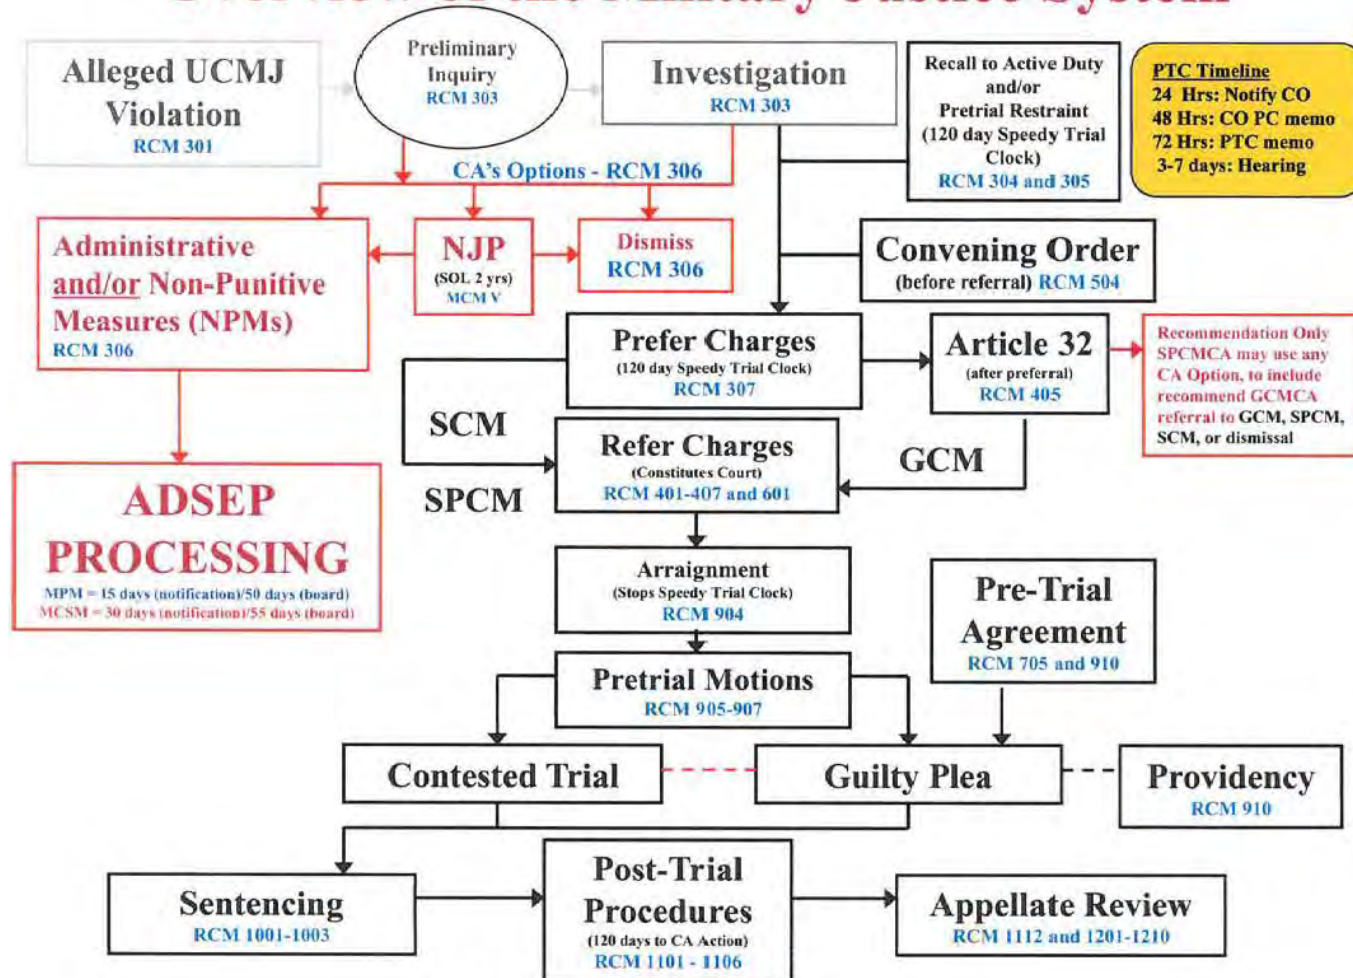 Overview of the Military Justice System
Alleged UCMJ
Violation
RCM 301
Preliminary
Inquiry
RCM 303
Investigation
RCM 303
Recall to Active Duty
and/or
Pretrial Restraint
(120 day Speedy Trial
Clock)
RCM 304 and 305
PTC Timeline
24 Hrs: Notify CO
48 Hrs: CO PC memo
72 Hrs: PTC memo
3-7 days: Hearing
CA's Options - RCM 306
Administrative
and/or Non-Punitive
Measures (NPMs)
RCM 306
NJP
(SOL 2 yrs)
MCM V
Dismiss
RCM 306
Convening Order
(before referral) RCM 504
Prefer Charges
(120 day Speedy Trial Clock)
RCM 307
Article 32
(after preferral)
RCM 405
Recommendation Only
SPCMCA may use any
CA Option, to include
recommend GCMCA
referral to GCM, SPCM,
SCM, or dismissal
SCM
SPCM
Refer Charges
(Constitutes Court)
RCM 401-407 and 601
GCM
ADSEP
PROCESSING
MPM = 15 days (notification)/50 days (board)
MCSM = 30 days (notification)/55 days (board)
Arraignment
(Stops Speedy Trial Clock)
RCM 904
Pre-Trial
Agreement
RCM 705 and 910
Pretrial Motions
RCM 905-907
Contested Trial
Guilty Plea
Providency
RCM 910
Sentencing
RCM 1001-1003
Post-Trial
Procedures
(120 days to CA Action)
RCM 1101 - 1106
Appellate Review
RCM 1112 and 1201-1210